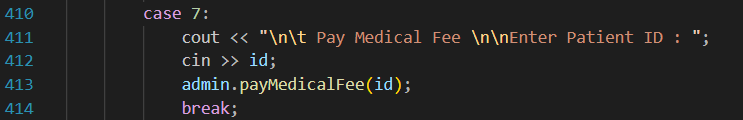 410 case 7:
411 cout << "\n\t Pay Medical Fee \n\nEnter Patient ID : ";
412 cin >> id;
413 admin.payMedicalFee(id);
414 break;